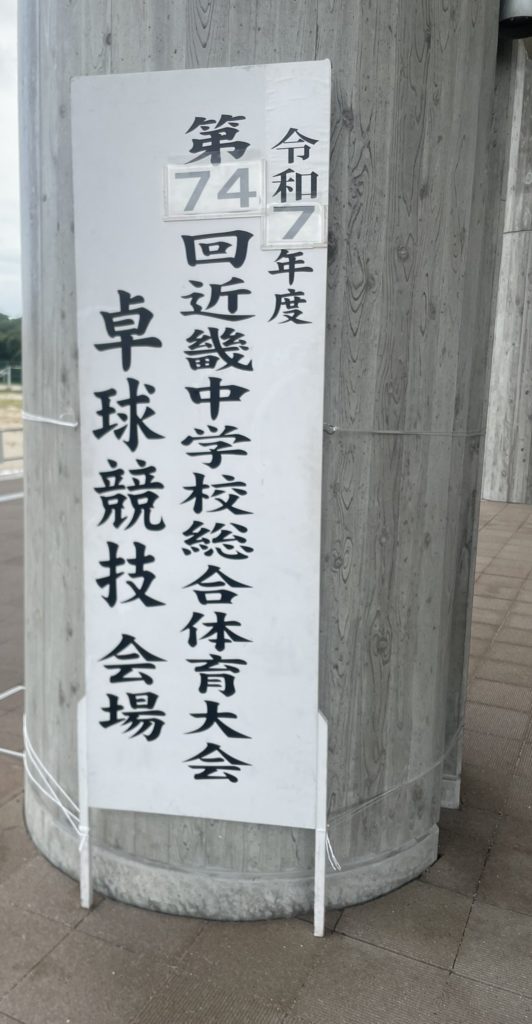 令和7年度
第74回近畿中学校総合体育大会
卓球競技会場